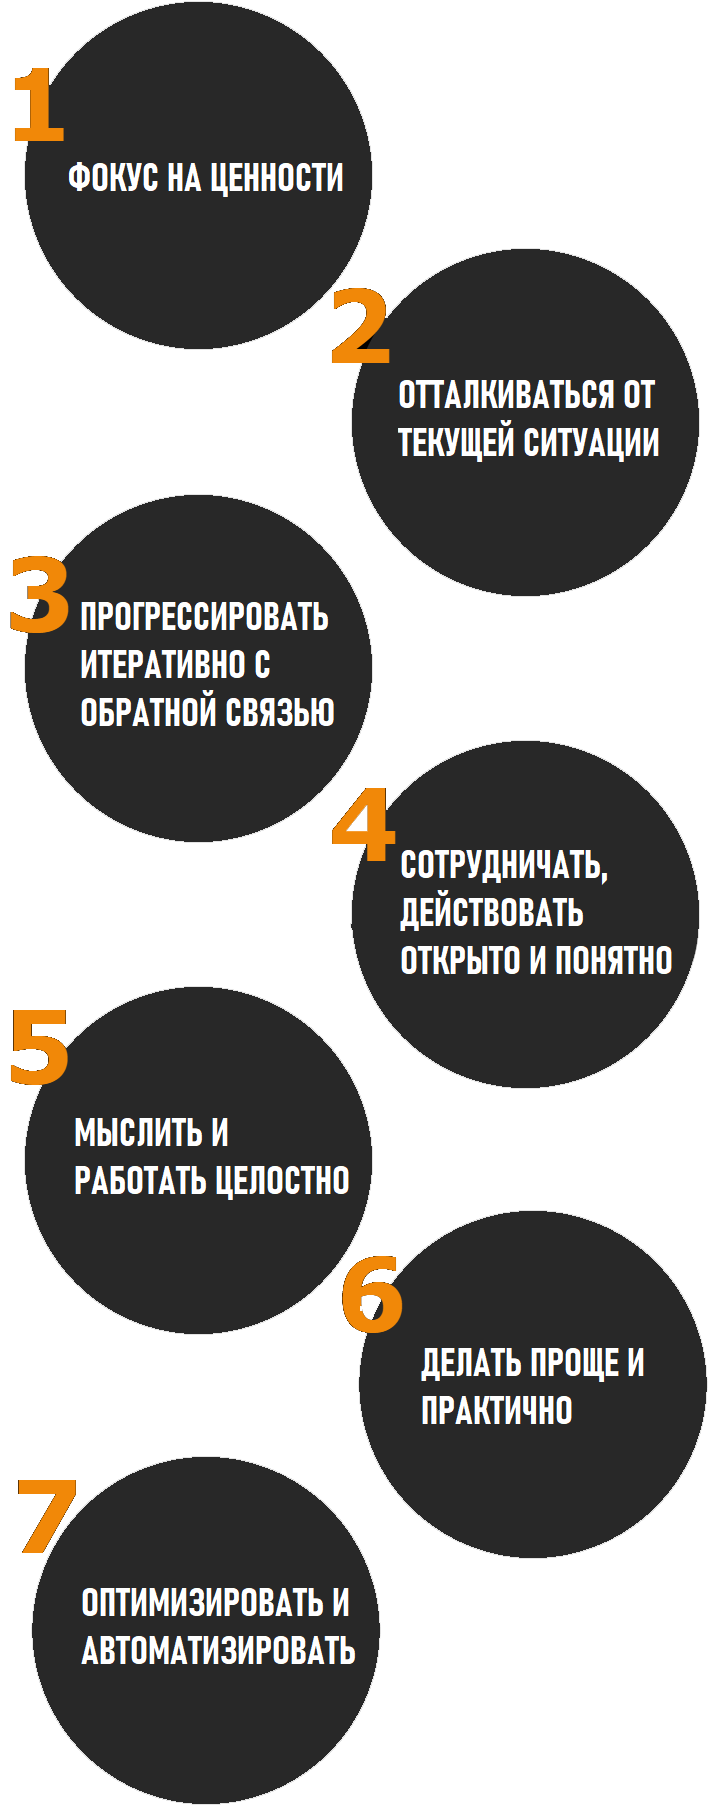 1
ФОКУС НА ЦЕННОСТИ
2
ОТТАЛКИВАТЬСЯ ОТ
ТЕКУЩЕЙ СИТУАЦИИ
3
ПРОГРЕССИРОВАТЬ
ИТЕРАТИВНО С
ОБРАТНОЙ СВЯЗЬЮ
4
СОТРУДНИЧАТЬ,
ДЕЙСТВОВАТЬ
ОТКРЫТО И ПОНЯТНО
5
МЫСЛИТЬ И
РАБОТАТЬ ЦЕЛОСТНО
6
ДЕЛАТЬ ПРОЩЕ И
ПРАКТИЧНО
7
ОПТИМИЗИРОВАТЬ И
АВТОМАТИЗИРОВАТЬ